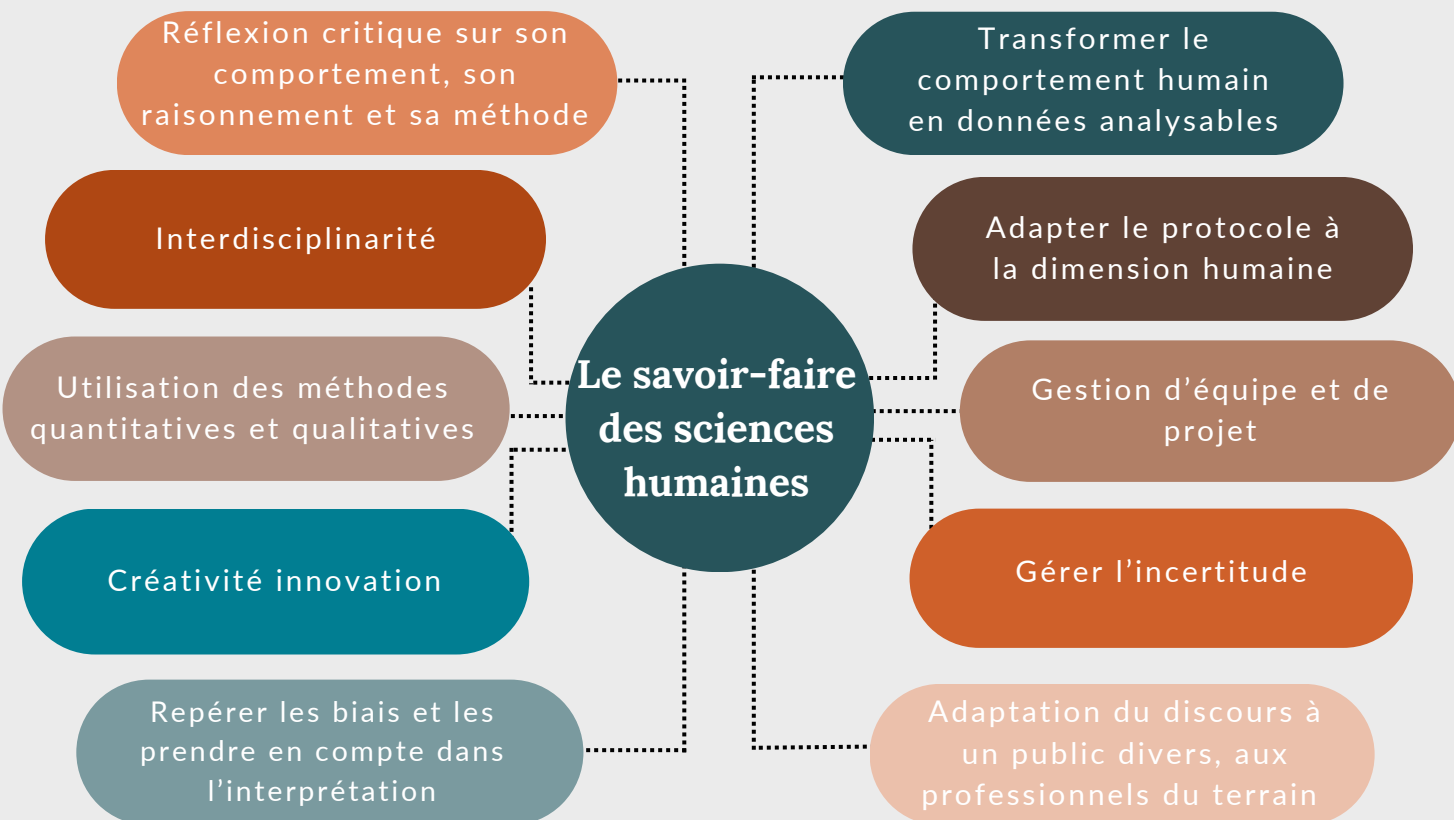 Réflexion critique sur son
comportement, son
raisonnement et sa méthode
Interdisciplinarité
Utilisation des méthodes
quantitatives et qualitatives
Créativité innovation
Repérer les biais et les
prendre en compte dans
l'interprétation
Le savoir-faire
des sciences
humaines
Transformer le
comportement humain
en données analysables
Adapter le protocole à
la dimension humaine
Gestion d'équipe et de
projet
Gérer l'incertitude
Adaptation du discours à
un public divers, aux
professionnels du terrain